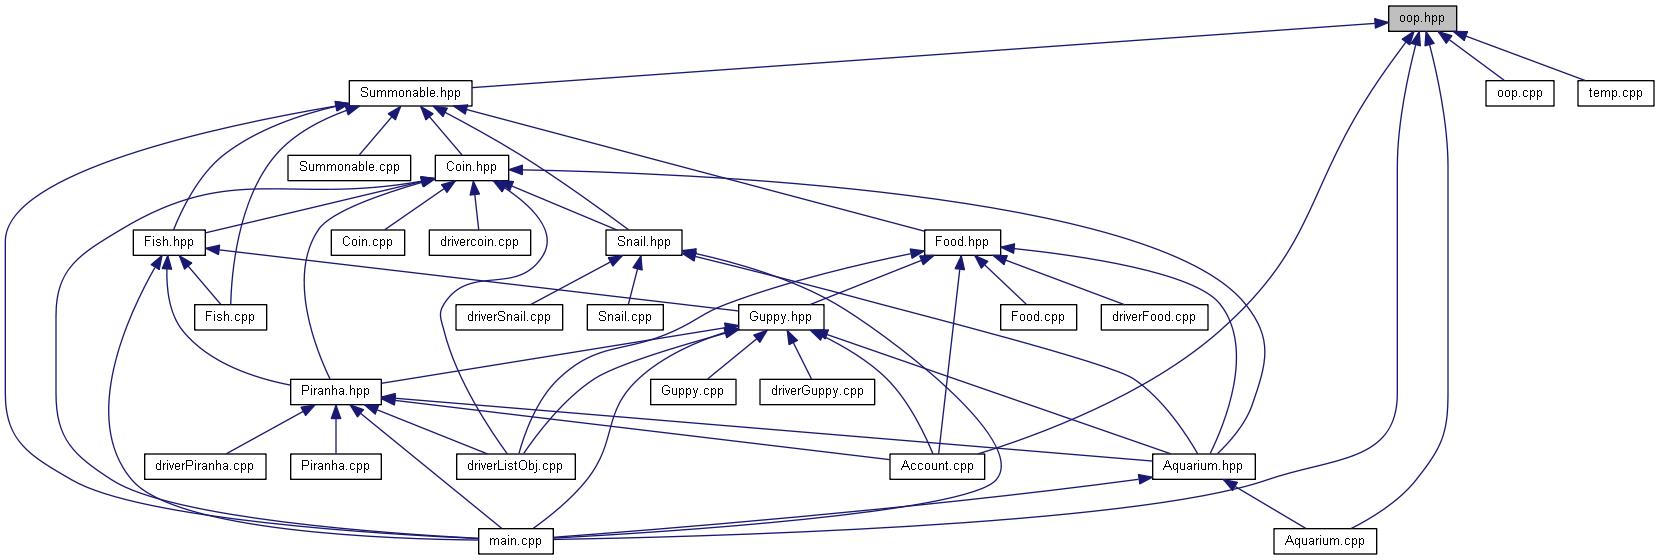 oop.hpp
Summonable.hpp
oop.cpp
temp.cpp
Summonable.cpp
Coin.hpp
Fish.hpp
Coin.cpp
drivercoin.cpp
Snail.hpp
Food.hpp
Fish.cpp
driverSnail.cpp
Snail.cpp
Guppy.hpp
Food.cpp
driverFood.cpp
Piranha.hpp
Guppy.cpp
driverGuppy.cpp
driverPiranha.cpp
Piranha.cpp
driverListObj.cpp
Account.cpp
Aquarium.hpp
main.cpp
Aquarium.cpp